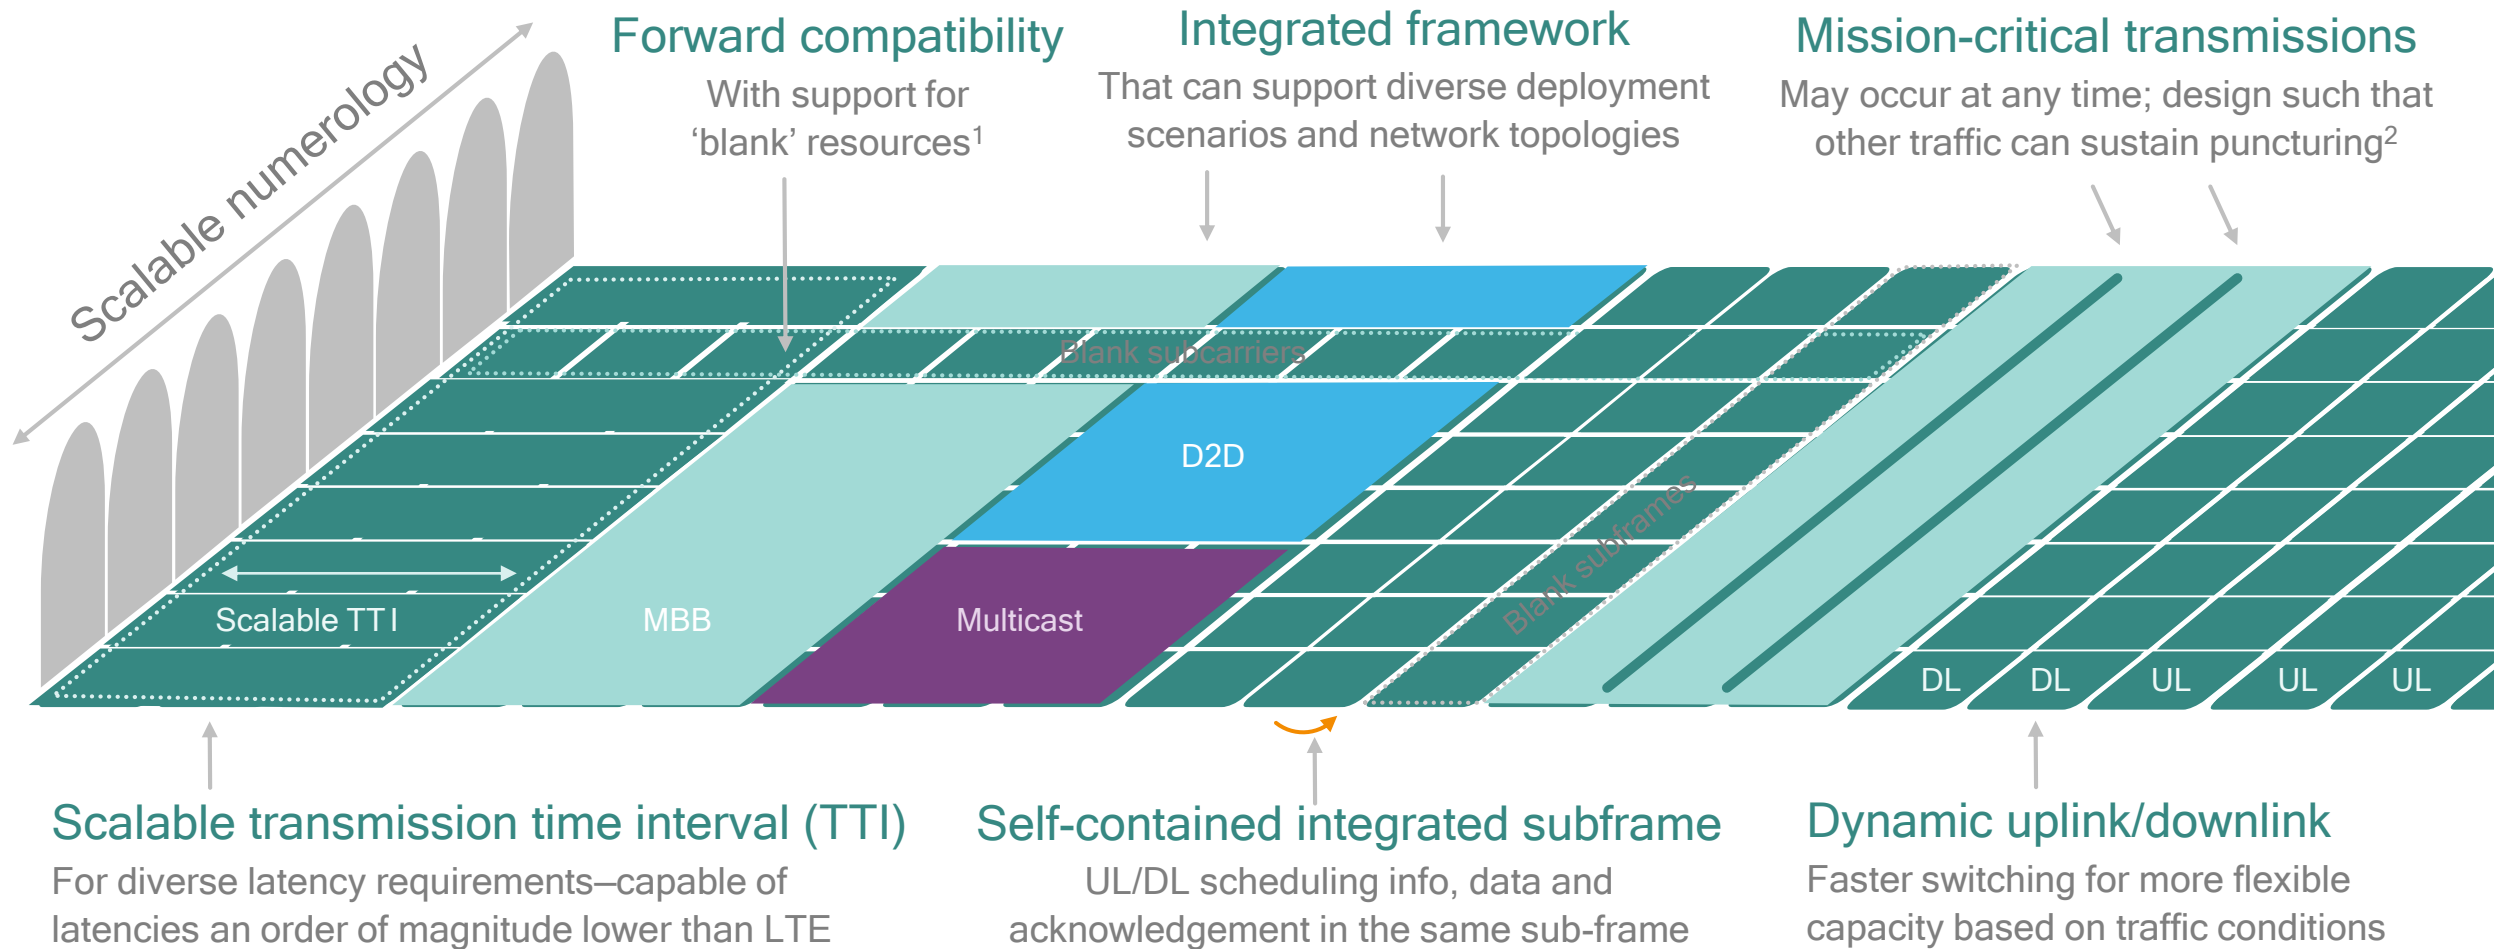 Scalable numerology
Forward compatibility
With support for
‘blank’ resources1
Integrated framework
That can support diverse deployment
scenarios and network topologies
Mission-critical transmissions
May occur at any time; design such that
other traffic can sustain puncturing2
Blank subcarriers
D2D
Blank subframes
Scalable TTI
MBB
Multicast
DL
DL
UL
UL
UL
Scalable transmission time interval (TTI)
For diverse latency requirements—capable of
latencies an order of magnitude lower than LTE
Self-contained integrated subframe
UL/DL scheduling info, data and
acknowledgement in the same sub-frame
Dynamic uplink/downlink
Faster switching for more flexible
capacity based on traffic conditions